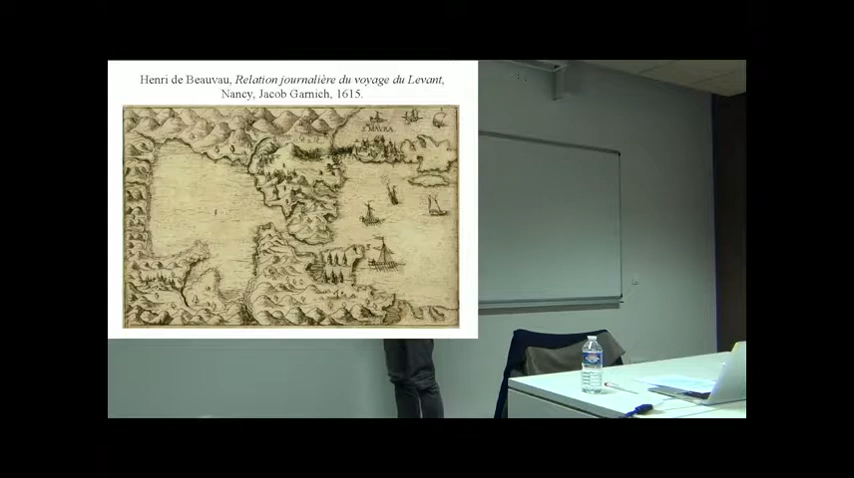 Henri de Beauvau, Relation journalière du voyage du Levant,
Nancy, Jacob Garnich, 1615.
S. MAVRA